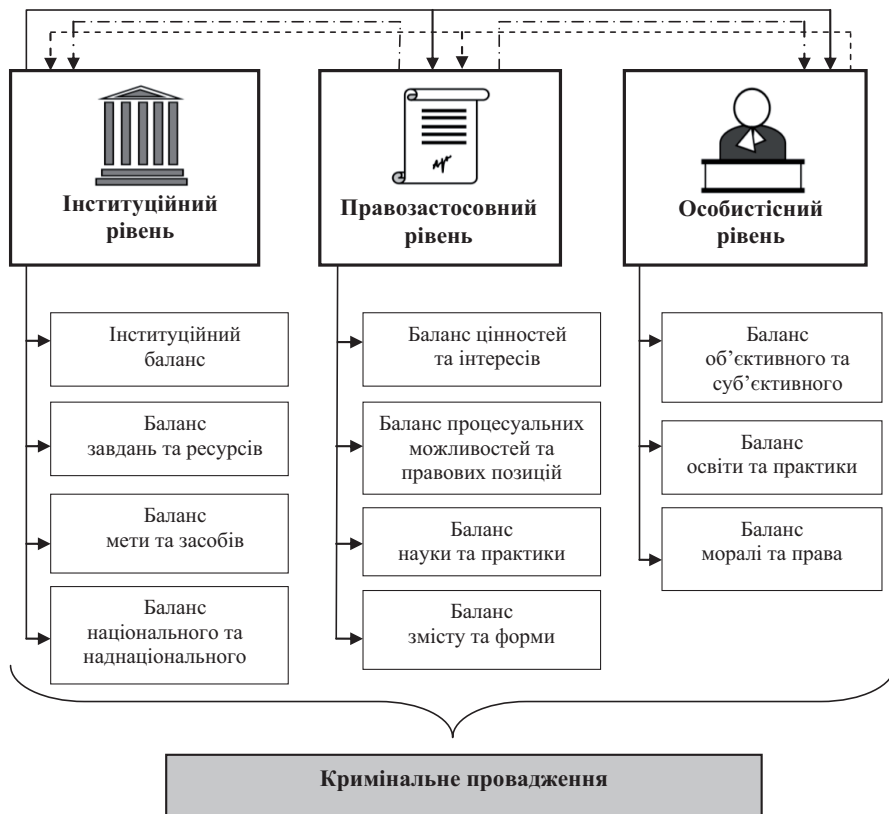 Інституційний
рівень
Правозастосовний
рівень
Особистісний
рівень
Інституційний
баланс
Баланс
завдань та ресурсів
Баланс
мети та засобів
Баланс
національного та
наднаціонального
Баланс цінностей
та інтересів
Баланс процесуальних
можливостей та
правових позицій
Баланс
науки та практики
Баланс
змісту та форми
Баланс
об’єктивного та
суб’єктивного
Баланс
освіти та практики
Баланс
моралі та права
Кримінальне провадження